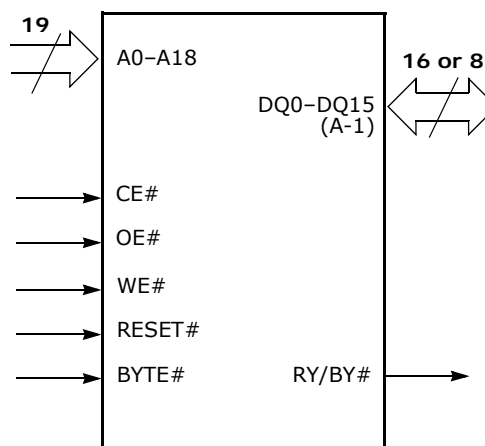 19
A0–A18
16 or 8
DQ0–DQ15
(A-1)
CE#
OE#
WE#
RESET#
BYTE#
RY/BY#